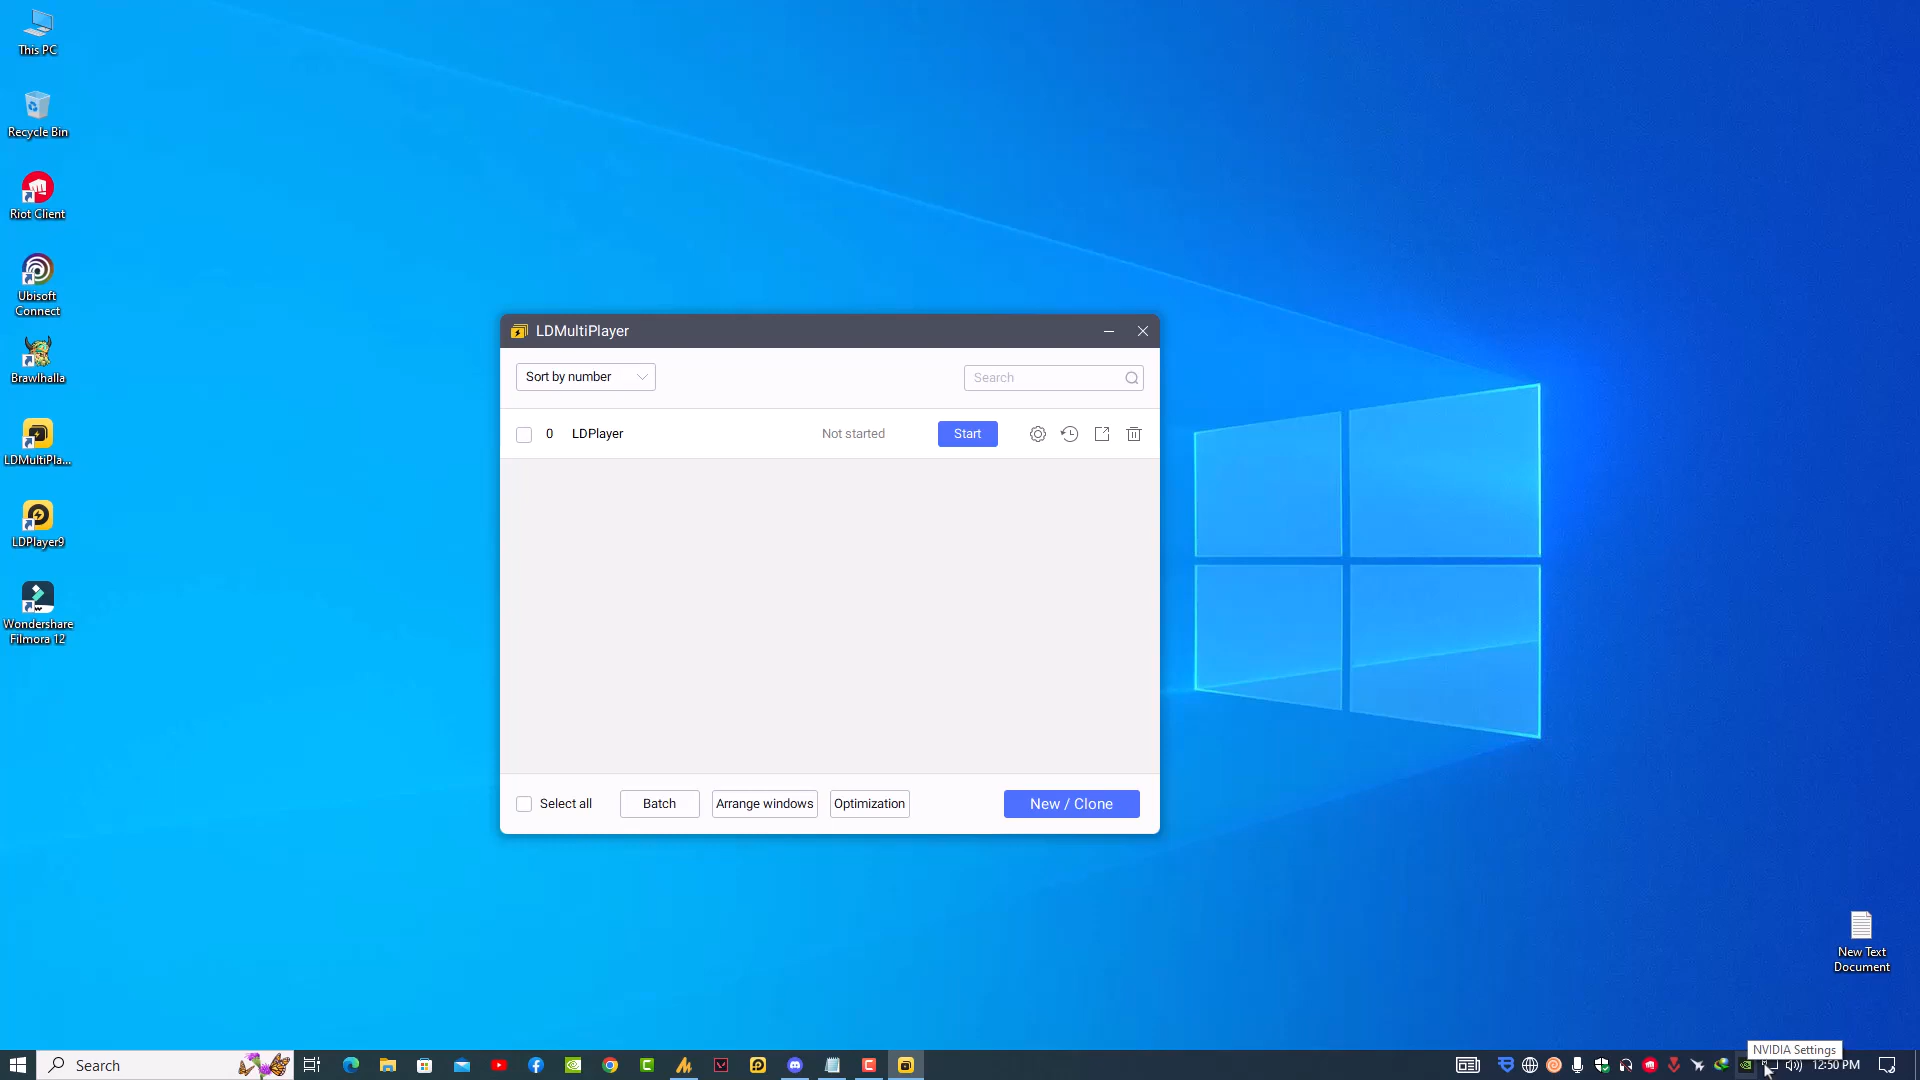 This PC
Recycle Bin
Riot Client
Ubisoft
Connect
Brawlhalla
LDMultiPla...
LDPlayer9
Wondershare
Filmora 12
LDMultiPlayer
Sort by number
Search
0 LDPlayer Not started Start
Select all Batch Arrange windows Optimization New / Clone
New Text
Document
NVIDIA Settings
Search
12:50 PM